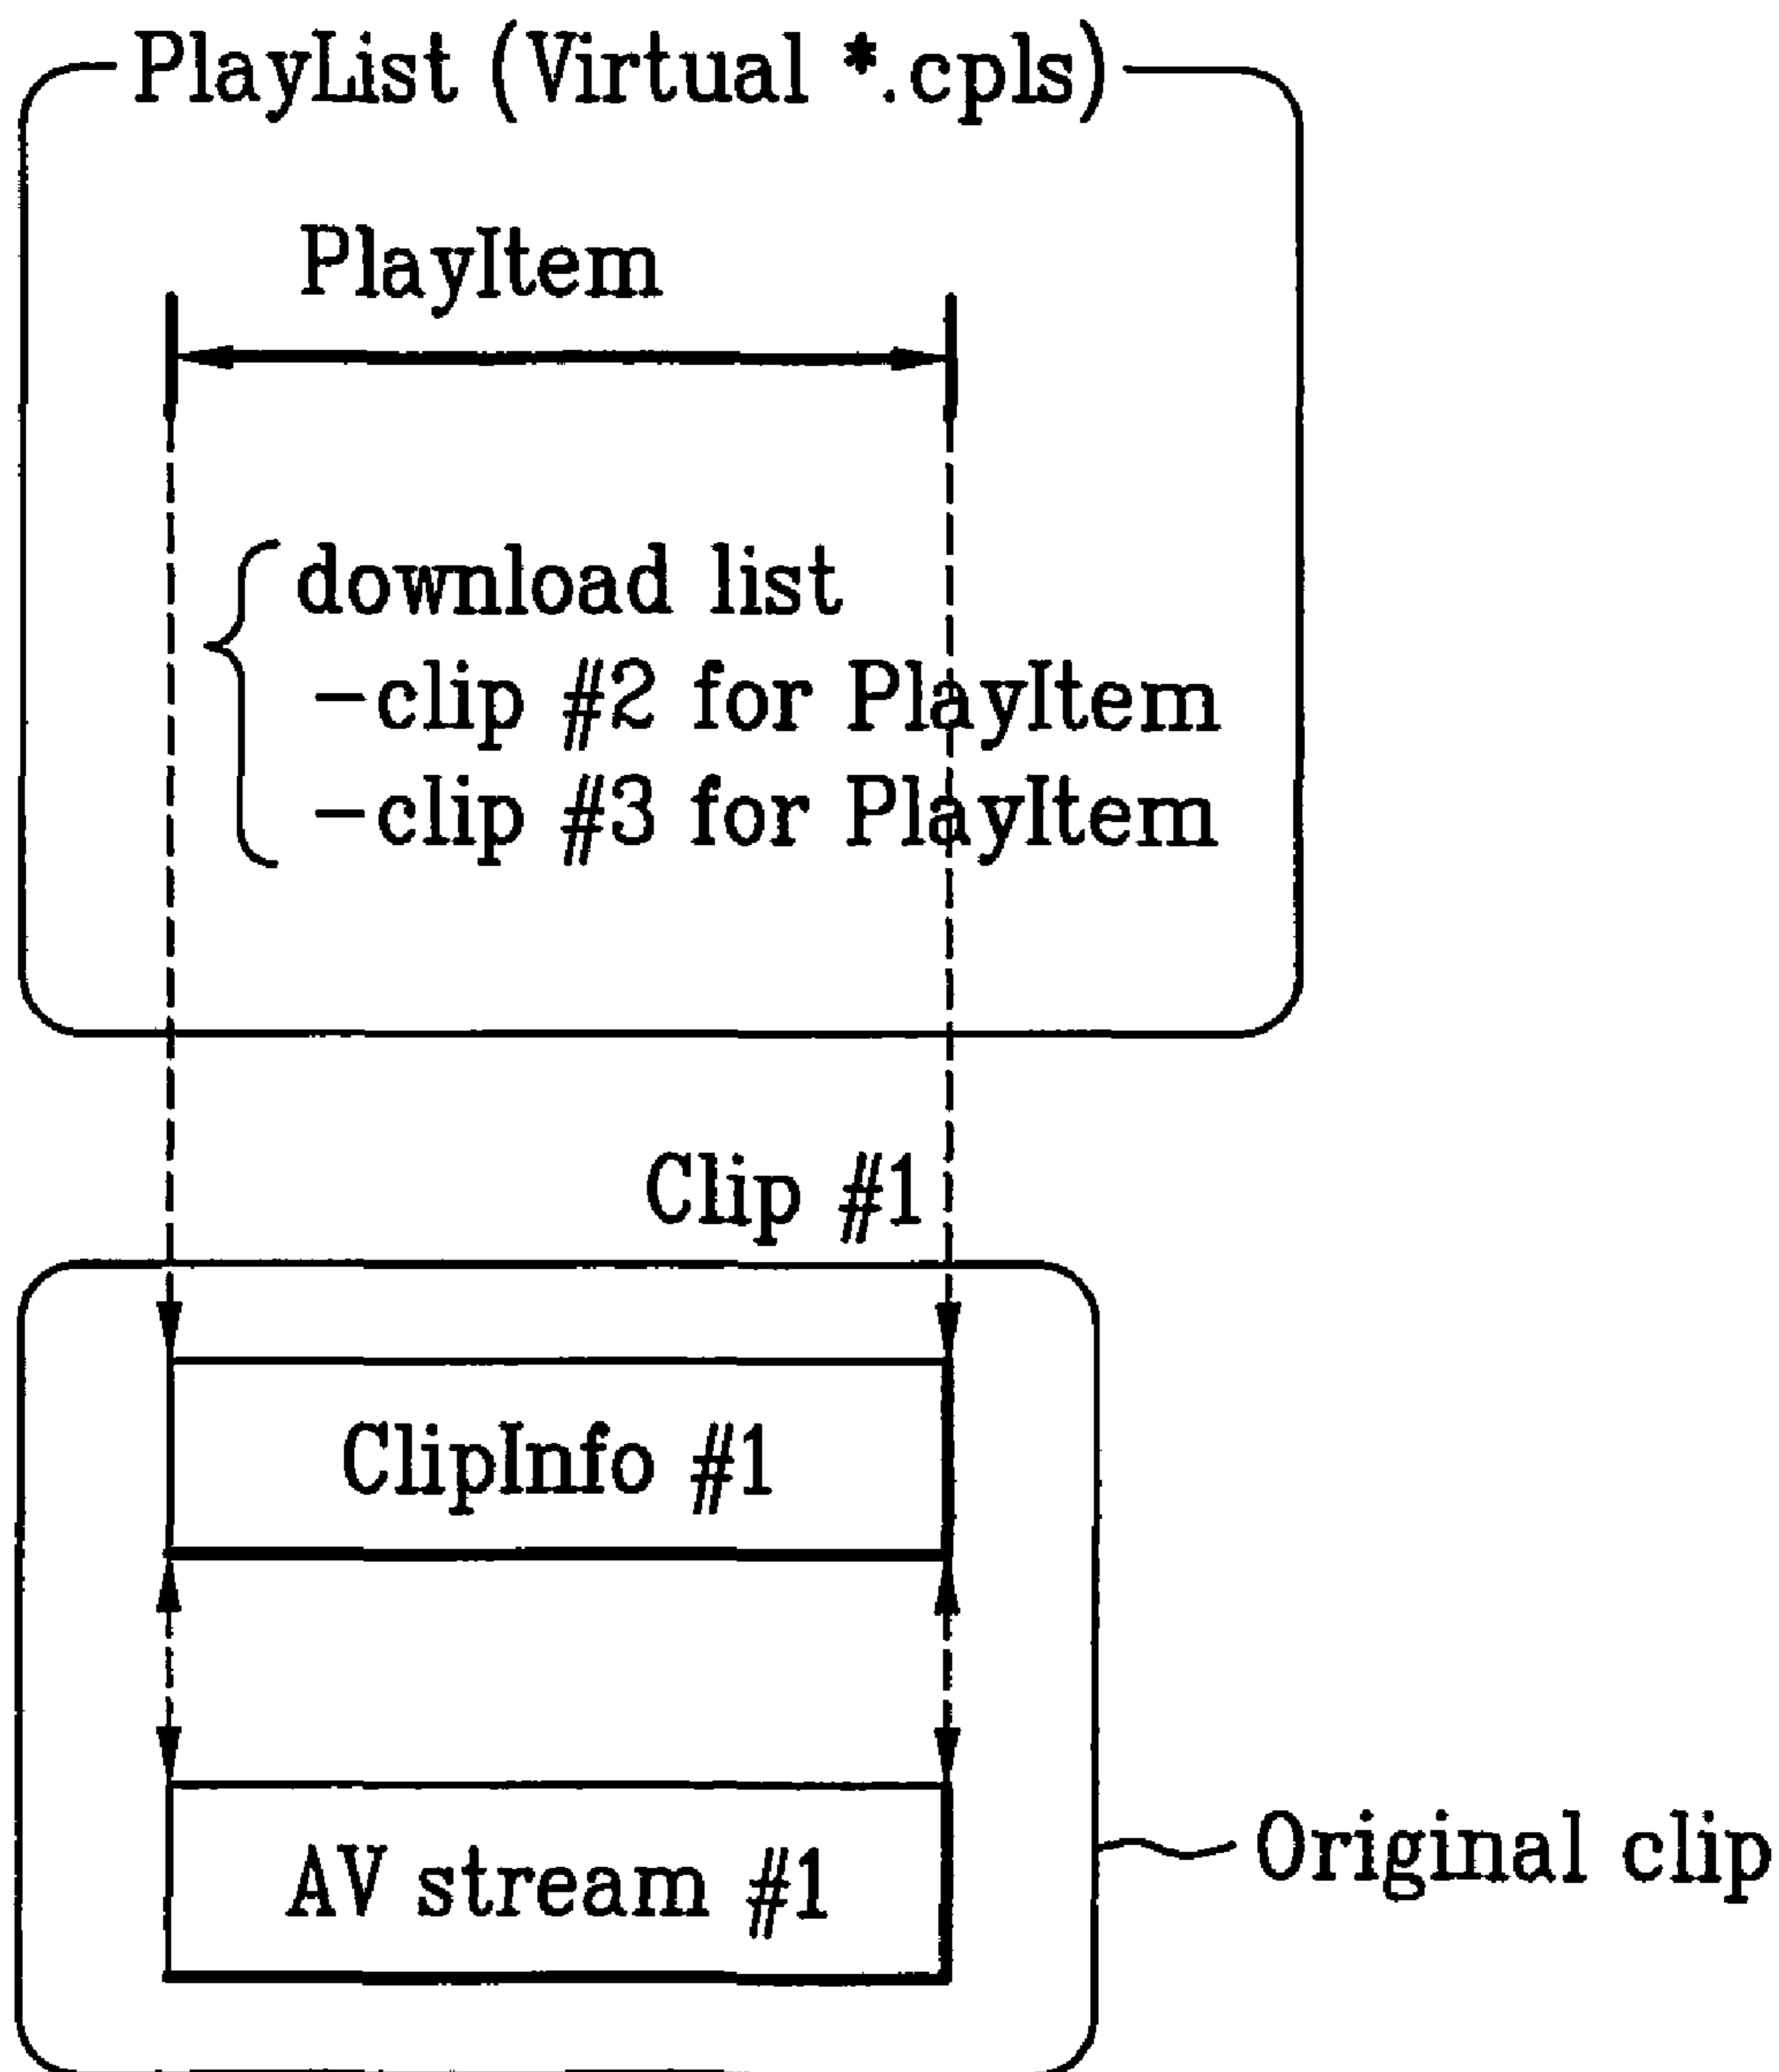 PlayList (Virtual *.cpls)
PlayItem
download list
-clip #2 for PlayItem
-clip #3 for PlayItem
Clip #1
ClipInfo #1
AV stream #1
Original clip